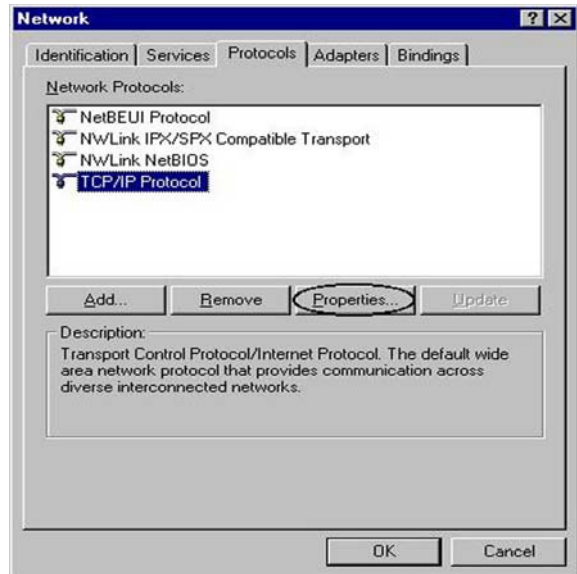 Network
Identification Services Protocols Adapters Bindings
Network Protocols:
NetBEUI Protocol
NWLink IPX/SPX Compatible Transport
NWLink NetBIOS
TCP/IP Protocol
Add... Remove Properties... Update
Description:
Transport Control Protocol/Internet Protocol. The default wide
area network protocol that provides communication across
diverse interconnected networks.
OK Cancel